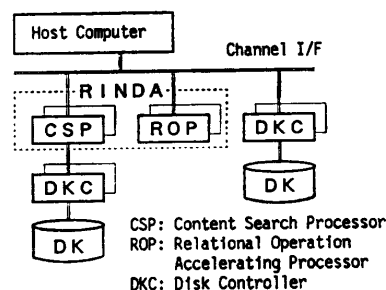 Host Computer
Channel I/F
RINDA
CSP
ROP
DKC
DKC
DK
DK
CSP: Content Search Processor
ROP: Relational Operation
Accelerating Processor
DKC: Disk Controller